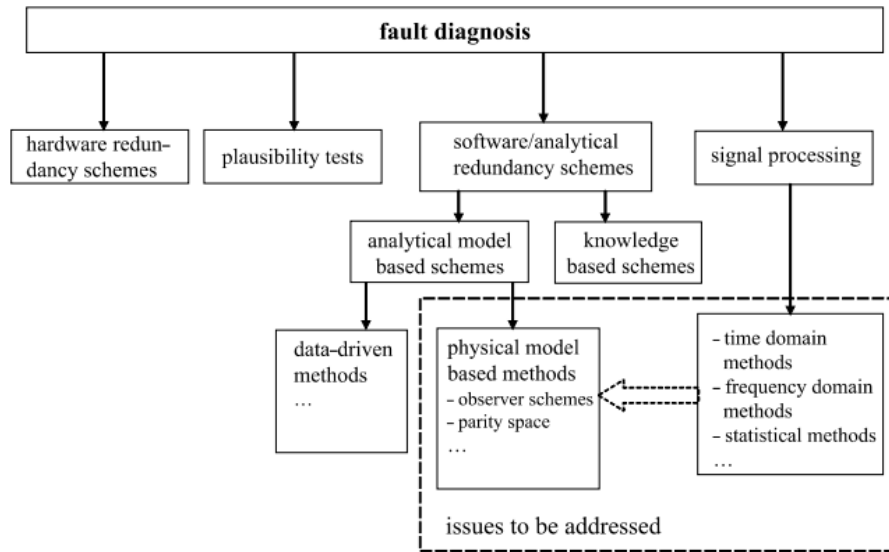 fault diagnosis
hardware redun–
dancy schemes
plausibility tests
software/analytical
redundancy schemes
signal processing
analytical model
based schemes
knowledge
based schemes
data–driven
methods
…
physical model
based methods
– observer schemes
– parity space
…
– time domain
methods
– frequency domain
methods
– statistical methods
…
issues to be addressed